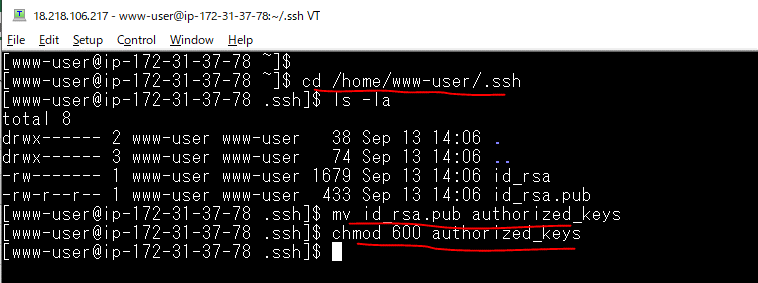 18.218.106.217 - www-user@ip-172-31-37-78:~/.ssh VT
File Edit Setup Control Window Help
[www-user@ip-172-31-37-78 ~]$
[www-user@ip-172-31-37-78 ~]$ cd /home/www-user/.ssh
[www-user@ip-172-31-37-78 .ssh]$ ls -la
total 8
drwx------ 2 www-user www-user   38 Sep 13 14:06 .
drwx------ 3 www-user www-user   74 Sep 13 14:06 ..
-rw------- 1 www-user www-user 1679 Sep 13 14:06 id_rsa
-rw-r--r-- 1 www-user www-user  433 Sep 13 14:06 id_rsa.pub
[www-user@ip-172-31-37-78 .ssh]$ mv id_rsa.pub authorized_keys
[www-user@ip-172-31-37-78 .ssh]$ chmod 600 authorized_keys
[www-user@ip-172-31-37-78 .ssh]$